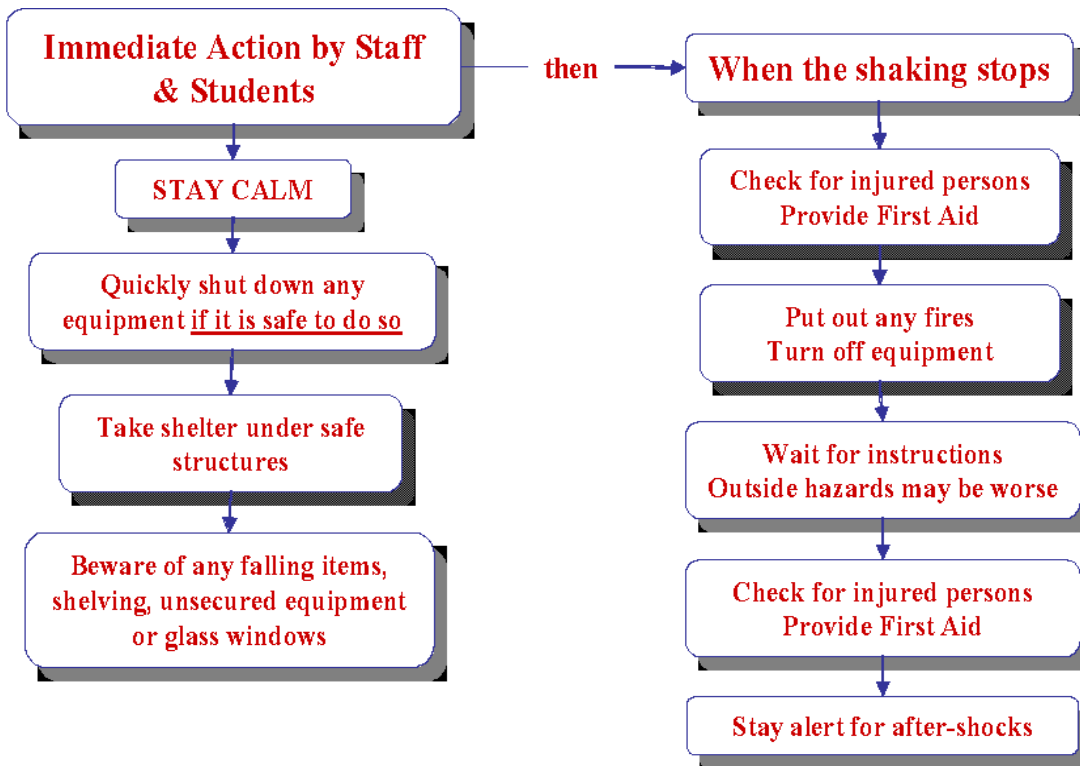 Immediate Action by Staff
& Students
then
When the shaking stops
STAY CALM
Quickly shut down any
equipment if it is safe to do so
Take shelter under safe
structures
Beware of any falling items,
shelving, unsecured equipment
or glass windows
Check for injured persons
Provide First Aid
Put out any fires
Turn off equipment
Wait for instructions
Outside hazards may be worse
Check for injured persons
Provide First Aid
Stay alert for after-shocks